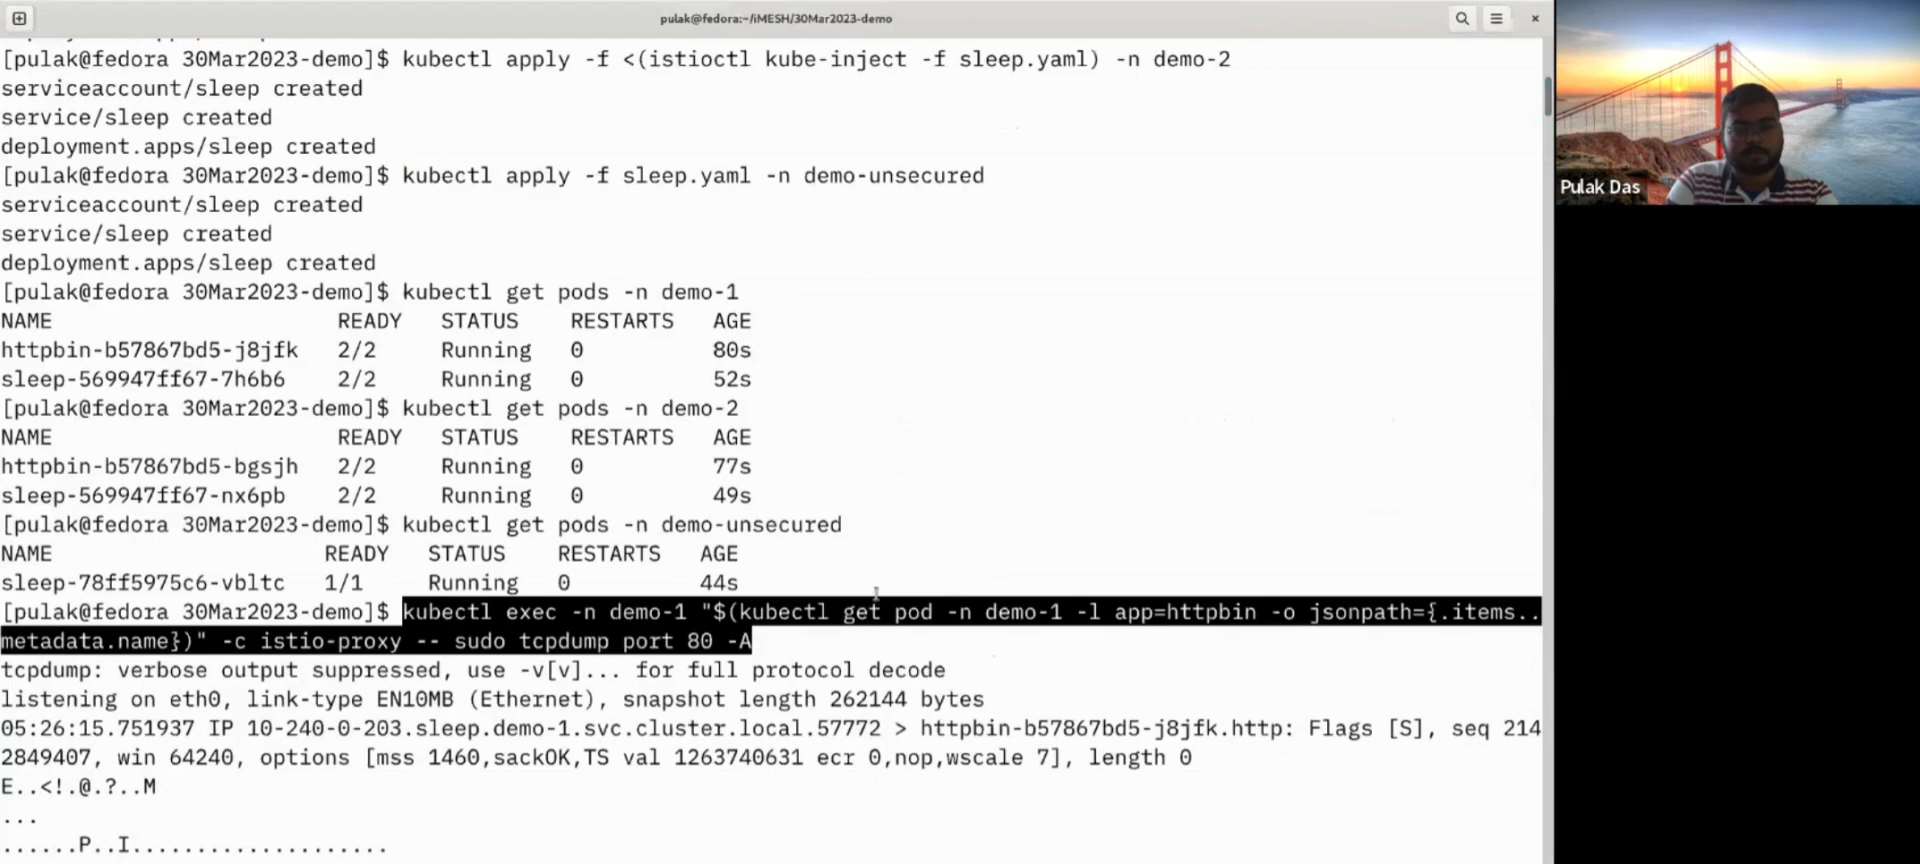 pulak@fedora:~/iMESH/30Mar2023-demo
[pulak@fedora 30Mar2023-demo]$ kubectl apply -f <(istioctl kube-inject -f sleep.yaml) -n demo-2
serviceaccount/sleep created
service/sleep created
deployment.apps/sleep created
[pulak@fedora 30Mar2023-demo]$ kubectl apply -f sleep.yaml -n demo-unsecured
serviceaccount/sleep created
service/sleep created
deployment.apps/sleep created
[pulak@fedora 30Mar2023-demo]$ kubectl get pods -n demo-1
NAME READY STATUS RESTARTS AGE
httpbin-b57867bd5-j8jfk 2/2 Running 0 80s
sleep-569947ff67-7h6b6 2/2 Running 0 52s
[pulak@fedora 30Mar2023-demo]$ kubectl get pods -n demo-2
NAME READY STATUS RESTARTS AGE
httpbin-b57867bd5-bgsjh 2/2 Running 0 77s
sleep-569947ff67-nx6pb 2/2 Running 0 49s
[pulak@fedora 30Mar2023-demo]$ kubectl get pods -n demo-unsecured
NAME READY STATUS RESTARTS AGE
sleep-78ff5975c6-vbltc 1/1 Running 0 44s
[pulak@fedora 30Mar2023-demo]$ kubectl exec -n demo-1 "$(kubectl get pod -n demo-1 -l app=httpbin -o jsonpath={.items..
metadata.name})" -c istio-proxy -- sudo tcpdump port 80 -A
tcpdump: verbose output suppressed, use -v[v]... for full protocol decode
listening on eth0, link-type EN10MB (Ethernet), snapshot length 262144 bytes
05:26:15.751937 IP 10-240-0-203.sleep.demo-1.svc.cluster.local.57772 > httpbin-b57867bd5-j8jfk.http: Flags [S], seq 214
2849407, win 64240, options [mss 1460,sackOK,TS val 1263740631 ecr 0,nop,wscale 7], length 0
E..<!.@.?..M
...
......P..I....................
Pulak Das